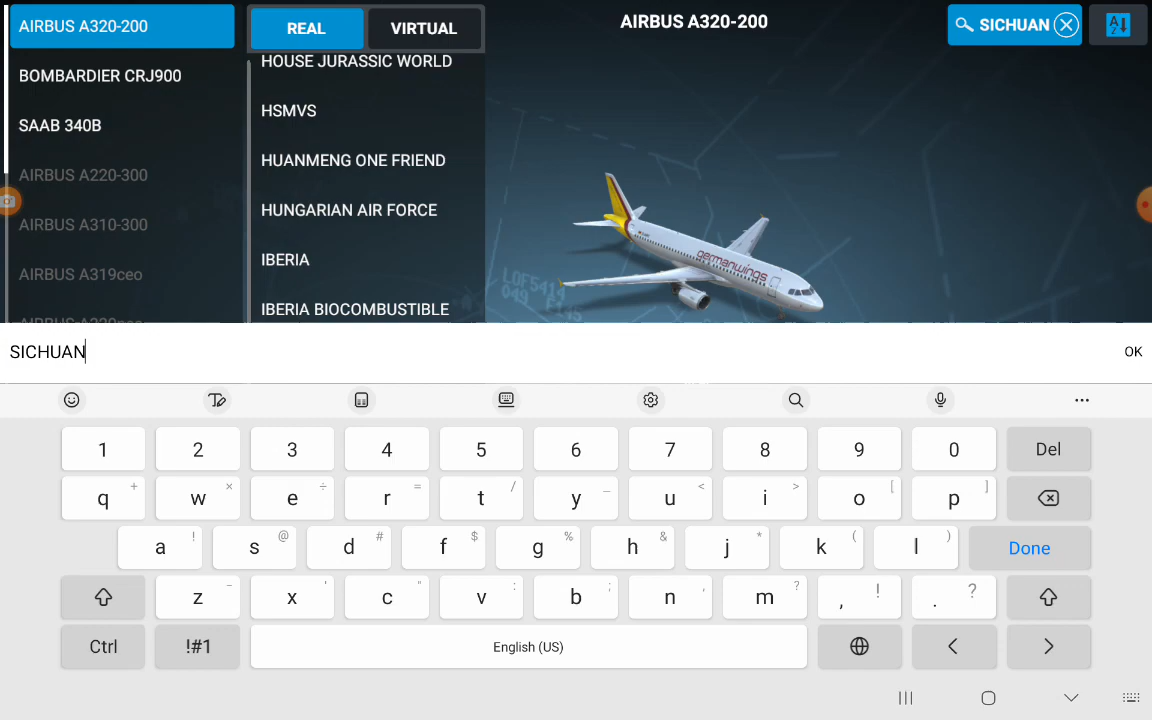 AIRBUS A320-200
BOMBARDIER CRJ900
SAAB 340B
AIRBUS A220-300
AIRBUS A310-300
AIRBUS A319ceo
REAL
VIRTUAL
HOUSE JURASSIC WORLD
HSMVS
HUANMENG ONE FRIEND
HUNGARIAN AIR FORCE
IBERIA
IBERIA BIOCOMBUSTIBLE
AIRBUS A320-200
SICHUAN
A
Z
germanwings
SICHUAN
OK
1 2 3 4 5 6 7 8 9 0 Del
q + w × e ÷ r = t / y _ u < i > o [ p ]
a ! s @ d # f $ g % h & j * k ( l ) Done
z - x ' c " v : b ; n , m ? , ! . ?
Ctrl !#1 English (US) < >